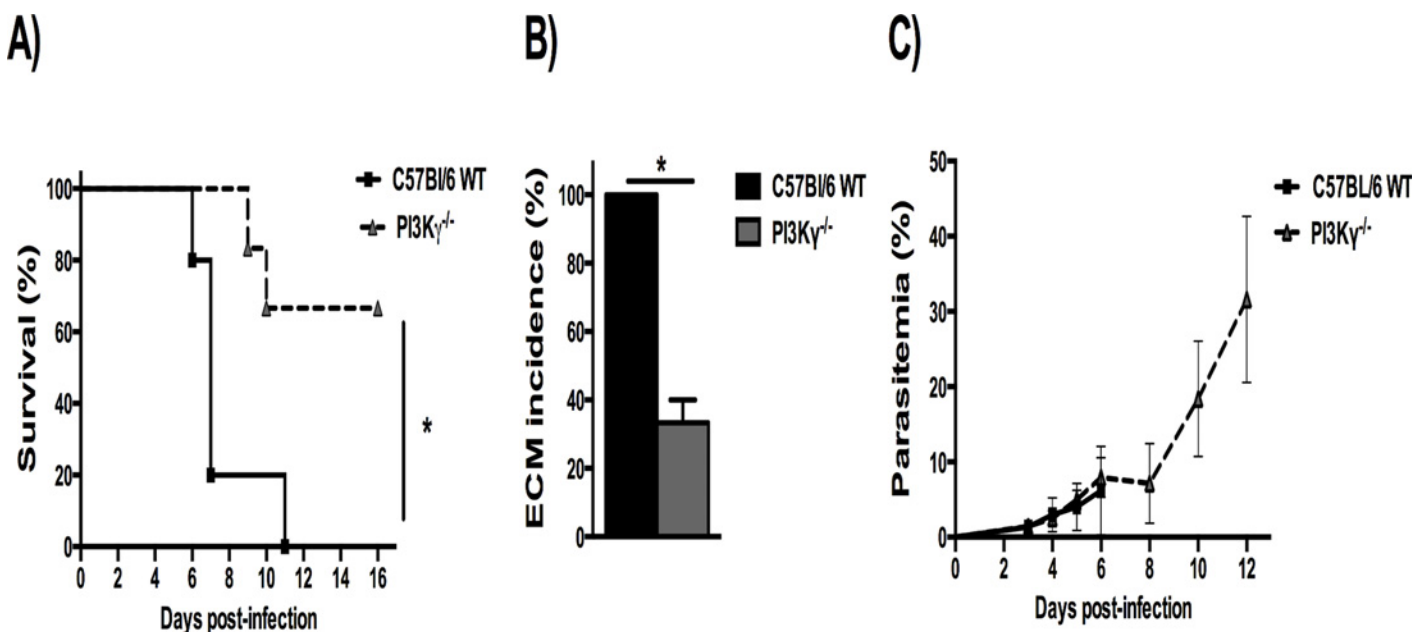 A)
B)
C)
Survival (%)
100
80
60
40
20
0
0 2 4 6 8 10 12 14 16
Days post-infection
C57Bl/6 WT
PI3Kγ-/-
*
ECM incidence (%)
100
80
60
40
20
0
*
C57Bl/6 WT
PI3Kγ-/-
Parasitemia (%)
50
40
30
20
10
0
0 2 4 6 8 10 12
Days post-infection
C57BL/6 WT
PI3Kγ-/-